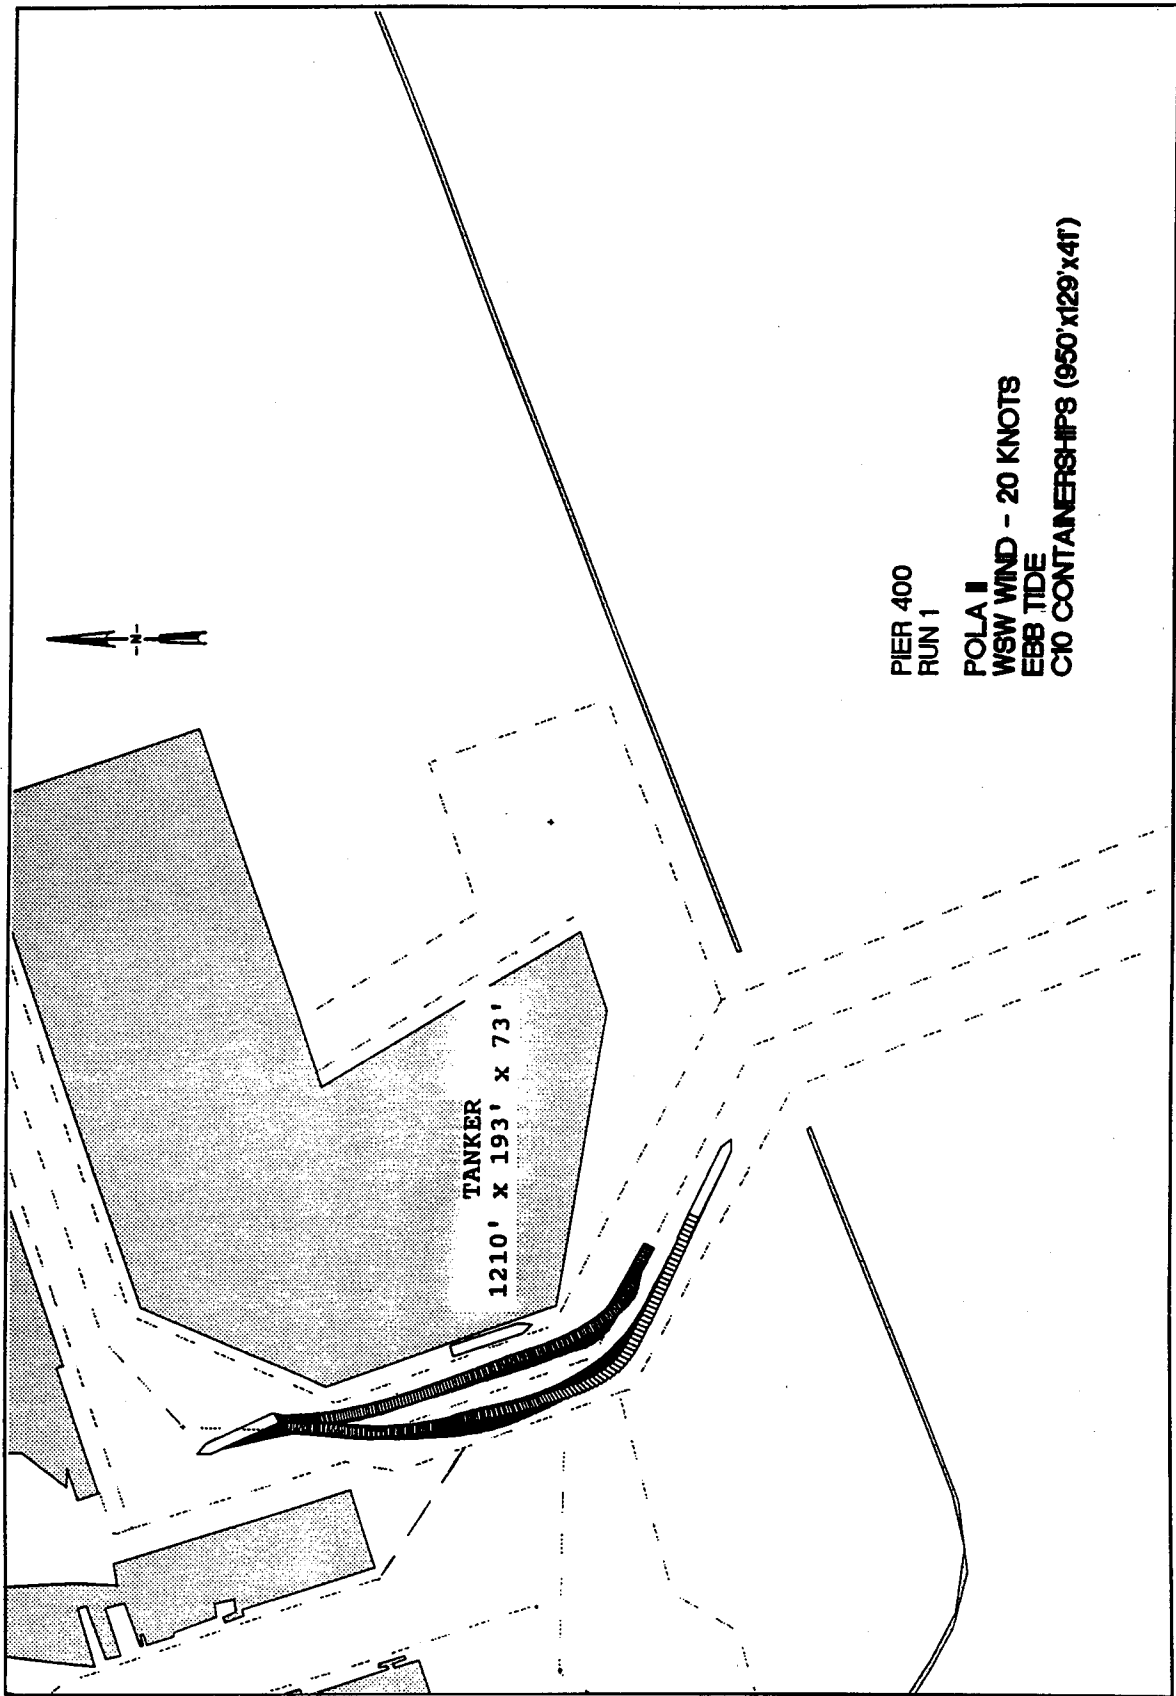 -N-
TANKER
1210' x 193' x 73'
PIER 400
RUN 1
POLA II
WSW WIND - 20 KNOTS
EBB TIDE
C10 CONTAINERSHIPS (950'x129'x41')